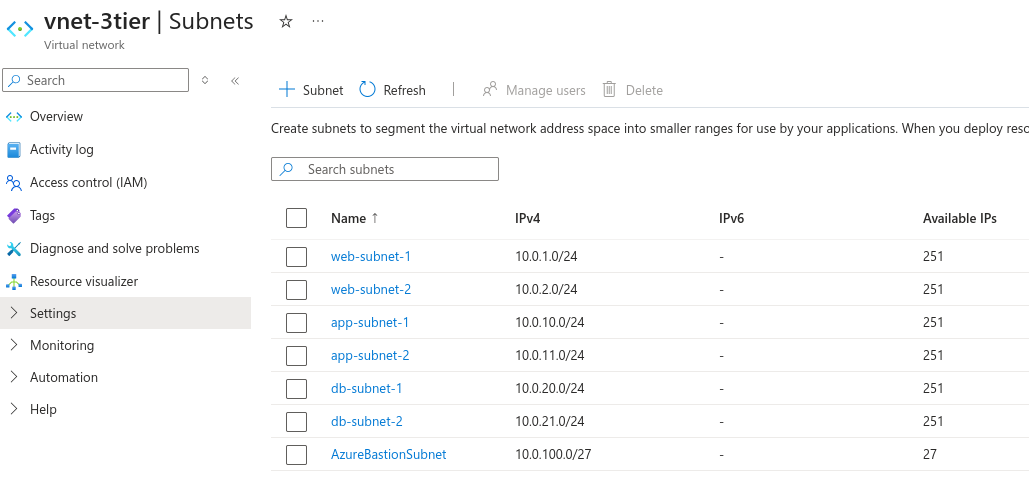 vnet-3tier | Subnets
Virtual network
Search
Overview
Activity log
Access control (IAM)
Tags
Diagnose and solve problems
Resource visualizer
Settings
Monitoring
Automation
Help
Subnet Refresh Manage users Delete
Create subnets to segment the virtual network address space into smaller ranges for use by your applications. When you deploy reso
Search subnets
Name ↑ IPv4 IPv6 Available IPs
web-subnet-1 10.0.1.0/24 - 251
web-subnet-2 10.0.2.0/24 - 251
app-subnet-1 10.0.10.0/24 - 251
app-subnet-2 10.0.11.0/24 - 251
db-subnet-1 10.0.20.0/24 - 251
db-subnet-2 10.0.21.0/24 - 251
AzureBastionSubnet 10.0.100.0/27 - 27